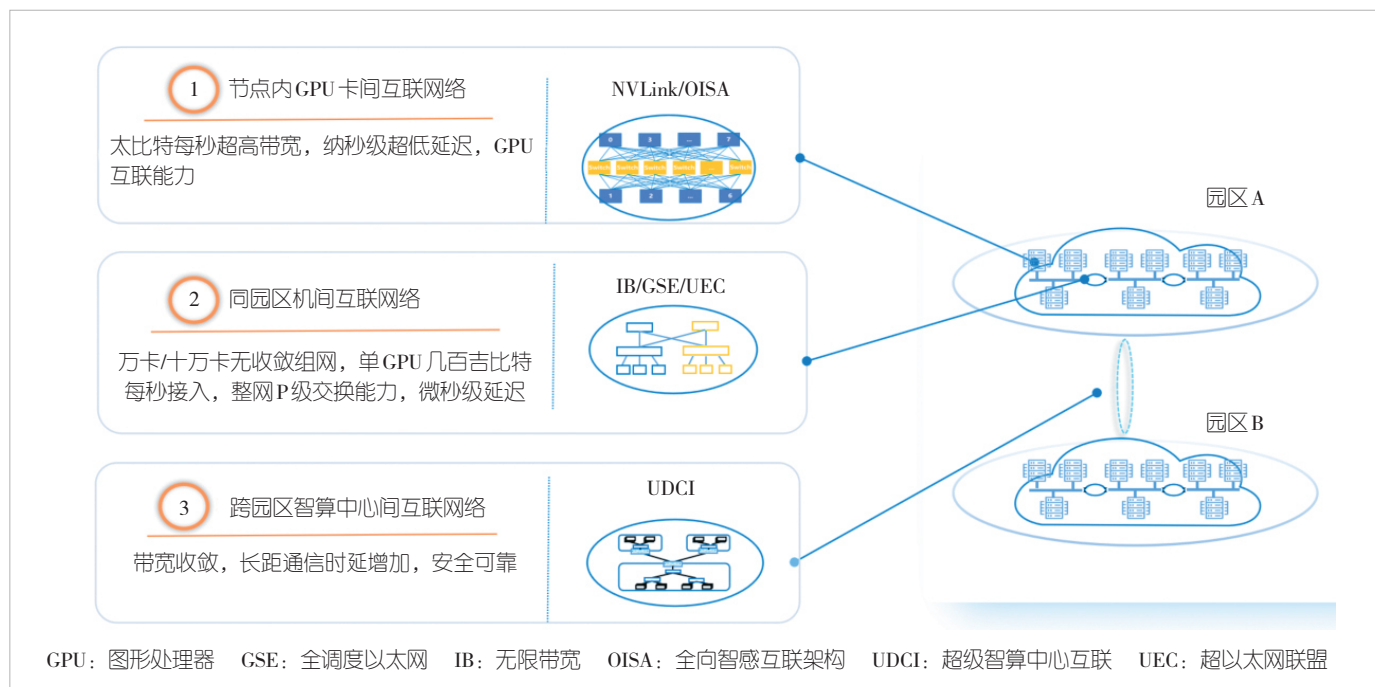 1 节点内GPU卡间互联网络
太比特每秒超高带宽，纳秒级超低延迟，GPU
互联能力
NVLink/OISA
0 3 ... 7
1 2 ... 6
2 同园区机间互联网络
万卡/十万卡无收敛组网，单GPU几百吉比特
每秒接入，整网P级交换能力，微秒级延迟
IB/GSE/UEC
3 跨园区智算中心间互联网络
带宽收敛，长距通信时延增加，安全可靠
UDCI
园区A
园区B
GPU：图形处理器 GSE：全调度以太网 IB：无限带宽 OISA：全向智感互联架构 UDCI：超级智算中心互联 UEC：超以太网联盟